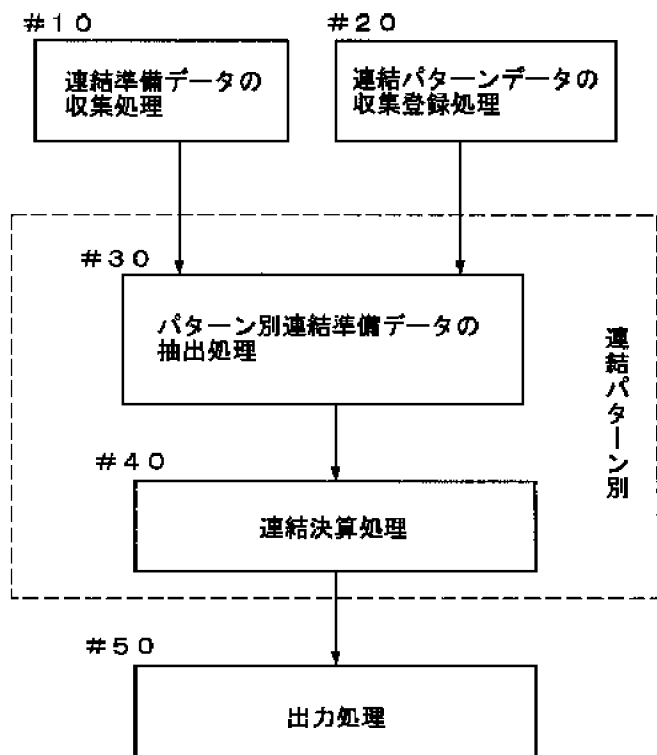 #10
連結準備データの
収集処理
#20
連結パターンデータの
収集登録処理
#30
パターン別連結準備データの
抽出処理
連結パターン別
#40
連結決算処理
#50
出力処理